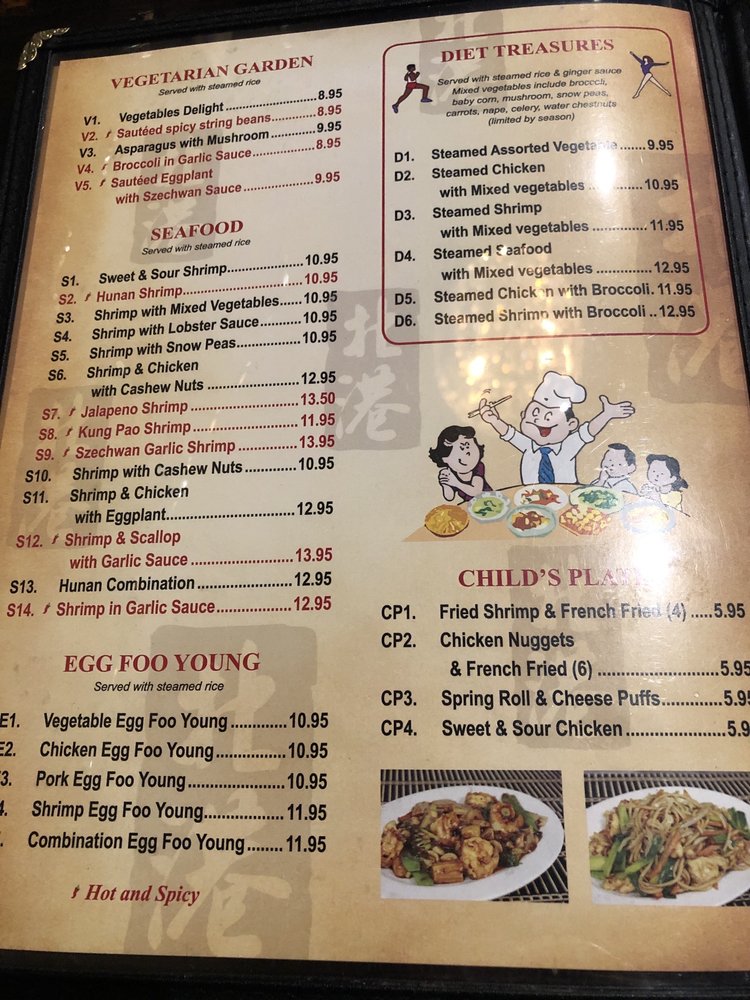 VEGETARIAN GARDEN
Served with steamed rice
V1. Vegetables Delight ........................ 8.95
V2. Sautéed spicy string beans ........... 8.95
V3. Asparagus with Mushroom ........... 9.95
V4. Broccoli in Garlic Sauce ................ 8.95
V5. Sautéed Eggplant
with Szechwan Sauce .................. 9.95
SEAFOOD
Served with steamed rice
S1. Sweet & Sour Shrimp .................... 10.95
S2. Hunan Shrimp ................................ 10.95
S3. Shrimp with Mixed Vegetables ...... 10.95
S4. Shrimp with Lobster Sauce ........... 10.95
S5. Shrimp with Snow Peas ................. 10.95
S6. Shrimp & Chicken
with Cashew Nuts ......................... 12.95
S7. Jalapeno Shrimp ........................... 13.50
S8. Kung Pao Shrimp .......................... 11.95
S9. Szechwan Garlic Shrimp ............... 13.95
S10. Shrimp with Cashew Nuts ............. 10.95
S11. Shrimp & Chicken
with Eggplant ................................. 12.95
S12. Shrimp & Scallop
with Garlic Sauce .......................... 13.95
S13. Hunan Combination ....................... 12.95
S14. Shrimp in Garlic Sauce .................. 12.95
EGG FOO YOUNG
Served with steamed rice
E1. Vegetable Egg Foo Young ............ 10.95
E2. Chicken Egg Foo Young ............... 10.95
3. Pork Egg Foo Young ..................... 10.95
Shrimp Egg Foo Young .................. 11.95
Combination Egg Foo Young ........ 11.95
Hot and Spicy
DIET TREASURES
Served with steamed rice & ginger sauce
Mixed vegetables include broccoli,
baby corn, mushroom, snow peas,
carrots, nape, celery, water chestnuts
(limited by season)
D1. Steamed Assorted Vegetable ....... 9.95
D2. Steamed Chicken
with Mixed vegetables .............. 10.95
D3. Steamed Shrimp
with Mixed vegetables .............. 11.95
D4. Steamed Seafood
with Mixed vegetables .............. 12.95
D5. Steamed Chicken with Broccoli. 11.95
D6. Steamed Shrimp with Broccoli .. 12.95
北港
CHILD'S
CP1. Fried Shrimp & French Fried (4) ..... 5.95
CP2. Chicken Nuggets
& French Fried (6) ........................... 5.95
CP3. Spring Roll & Cheese Puffs ............. 5.95
CP4. Sweet & Sour Chicken ..................... 5.9